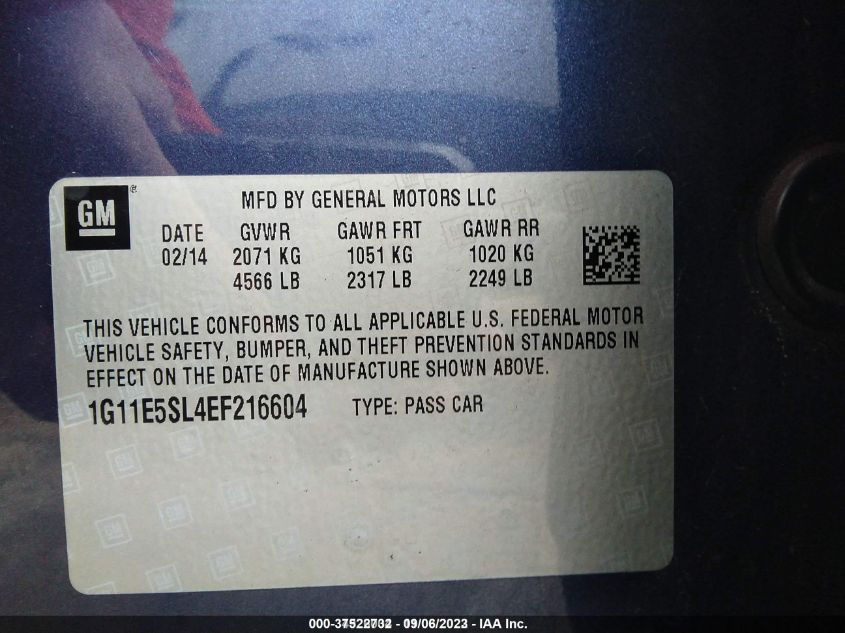 GM ®
MFD BY GENERAL MOTORS LLC
DATE GVWR GAWR FRT GAWR RR
02/14 2071 KG 1051 KG 1020 KG
4566 LB 2317 LB 2249 LB
THIS VEHICLE CONFORMS TO ALL APPLICABLE U.S. FEDERAL MOTOR
VEHICLE SAFETY, BUMPER, AND THEFT PREVENTION STANDARDS IN
EFFECT ON THE DATE OF MANUFACTURE SHOWN ABOVE.
1G11E5SL4EF216604 TYPE: PASS CAR
09/06/2023 - IAA Inc.